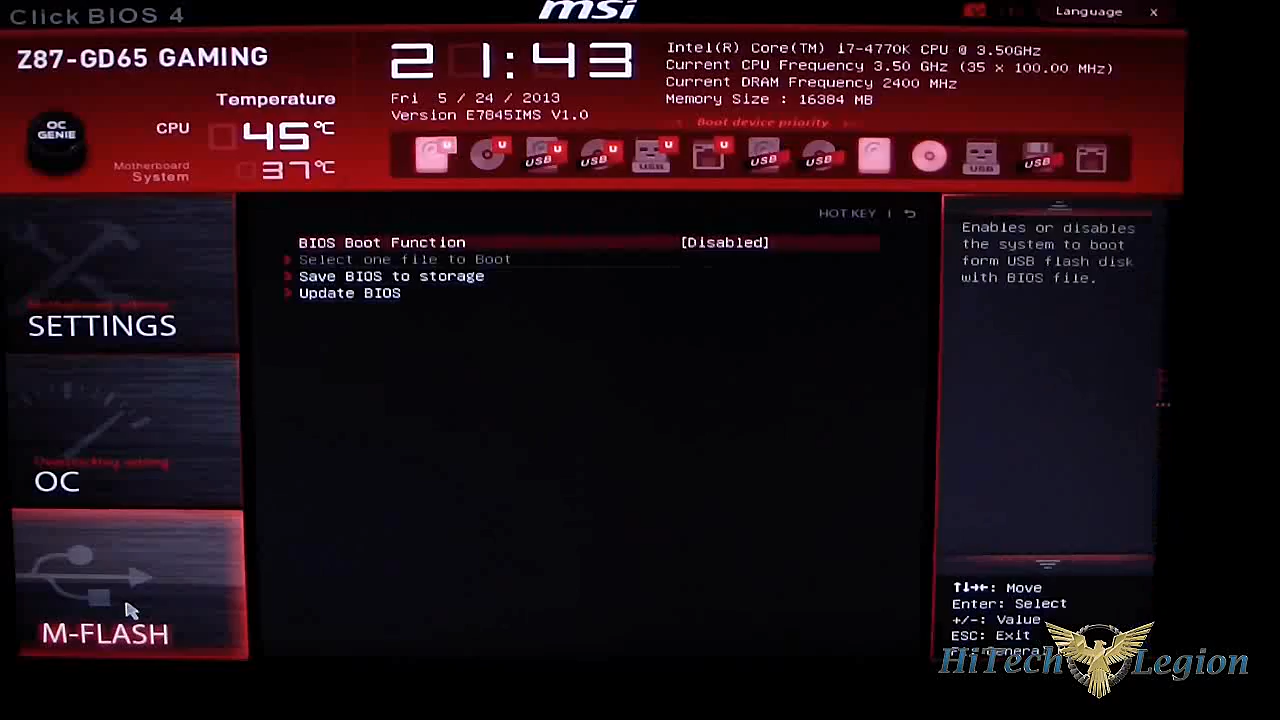 Click BIOS 4
msi
Language X
Z87-GD65 GAMING
21:43
Intel(R) Core(TM) i7-4770K CPU @ 3.50GHz
Current CPU Frequency 3.50 GHz (35 x 100.00 MHz)
Current DRAM Frequency 2400 MHz
Memory Size : 16384 MB
Fri 5 / 24 / 2013
Version E7845IMS V1.0
Temperature
OC GENIE
CPU 45°C
Motherboard System 37°C
Boot device priority
U U U U U U
USB USB USB USB USB USB USB
HOT KEY |
BIOS Boot Function [Disabled]
Select one file to Boot
Save BIOS to storage
Update BIOS
Enables or disables
the system to boot
form USB flash disk
with BIOS file.
Motherboard settings
SETTINGS
Overclocking setting
OC
M-FLASH
↑↓→←: Move
Enter: Select
+/-: Value
ESC: Exit
HiTech Legion